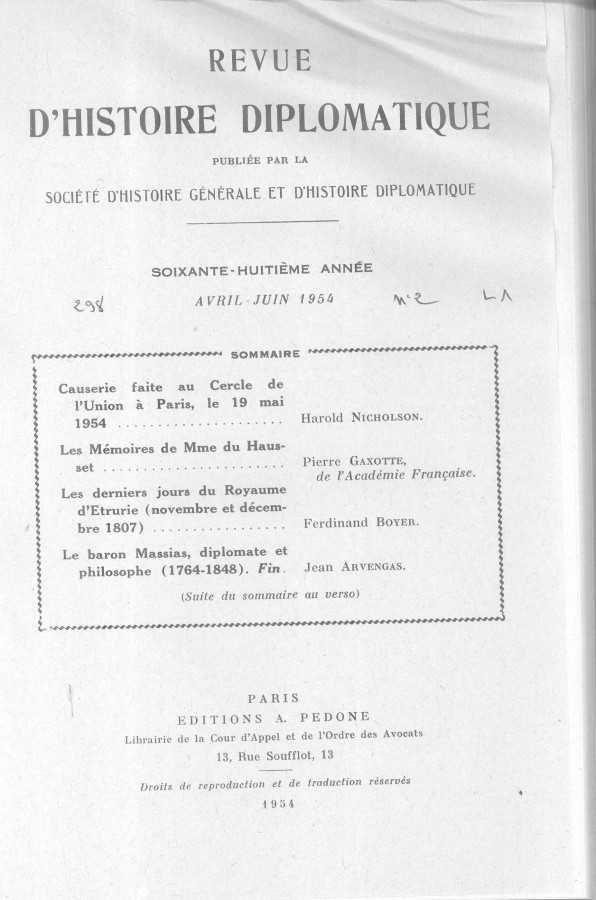 REVUE
D'HISTOIRE DIPLOMATIQUE
PUBLIÉE PAR LA
SOCIÉTÉ D'HISTOIRE GÉNÉRALE ET D'HISTOIRE DIPLOMATIQUE
SOIXANTE-HUITIÈME ANNÉE
298 AVRIL-JUIN 1954 N°2 L1
SOMMAIRE
Causerie faite au Cercle de
l'Union à Paris, le 19 mai
1954 ..................... Harold NICHOLSON.
Les Mémoires de Mme du Haus-
set ....................... Pierre GAXOTTE,
de l'Académie Française.
Les derniers jours du Royaume
d'Etrurie (novembre et décem-
bre 1807) ................. Ferdinand BOYER.
Le baron Massias, diplomate et
philosophe (1764-1848). Fin. Jean ARVENGAS.
(Suite du sommaire au verso)
PARIS
EDITIONS A. PEDONE
Librairie de la Cour d'Appel et de l'Ordre des Avocats
13, Rue Soufflot, 13
Droits de reproduction et de traduction réservés
1954